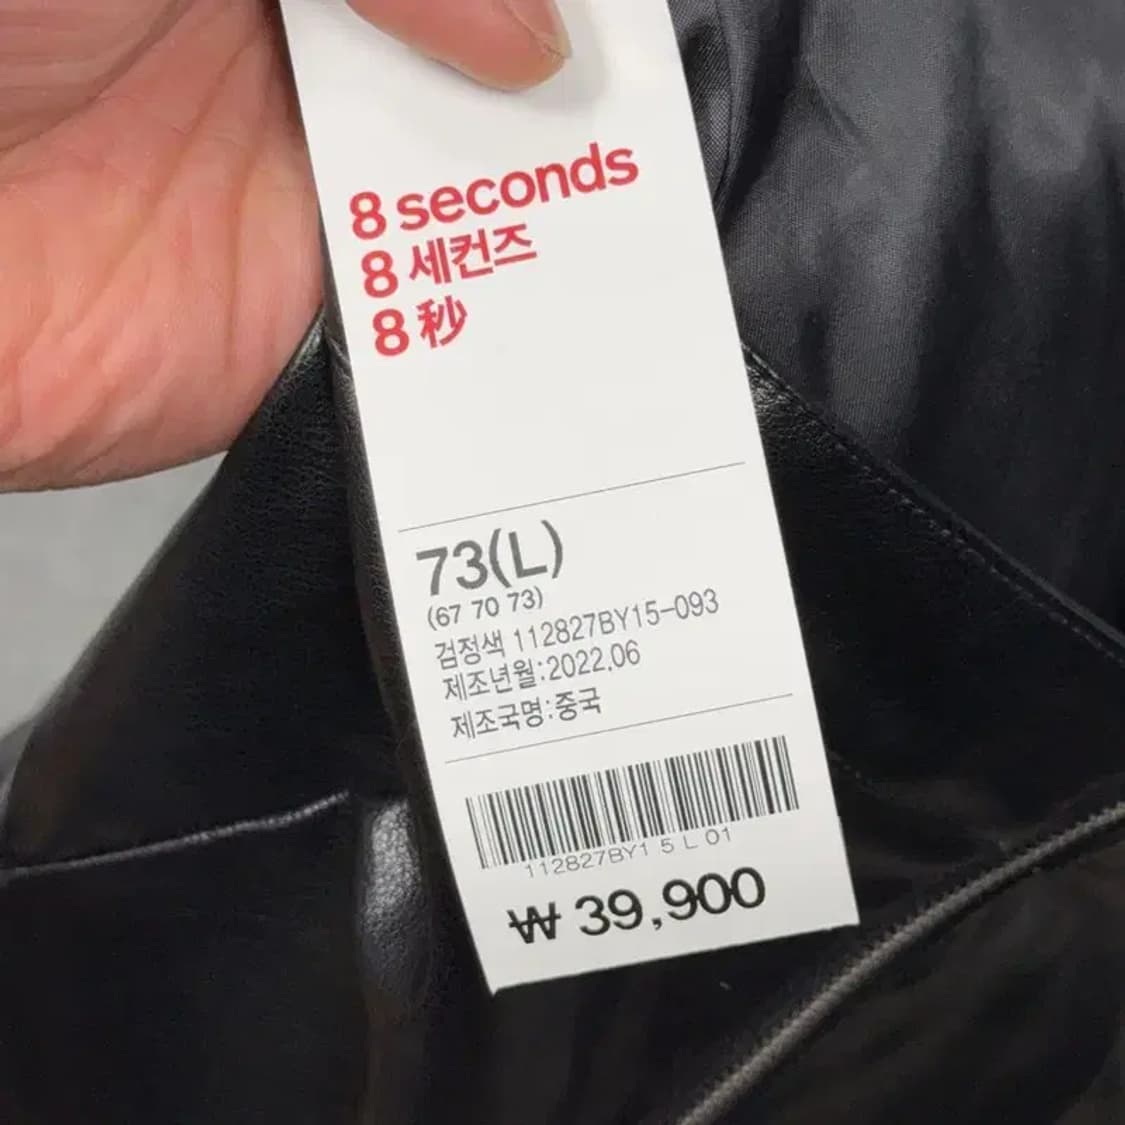 8 seconds
8 세컨즈
8 秒
73(L)
(67 70 73)
검정색 112827BY15-093
제조년월:2022.06
제조국명:중국
112827BY1 5 L 01
₩ 39,900